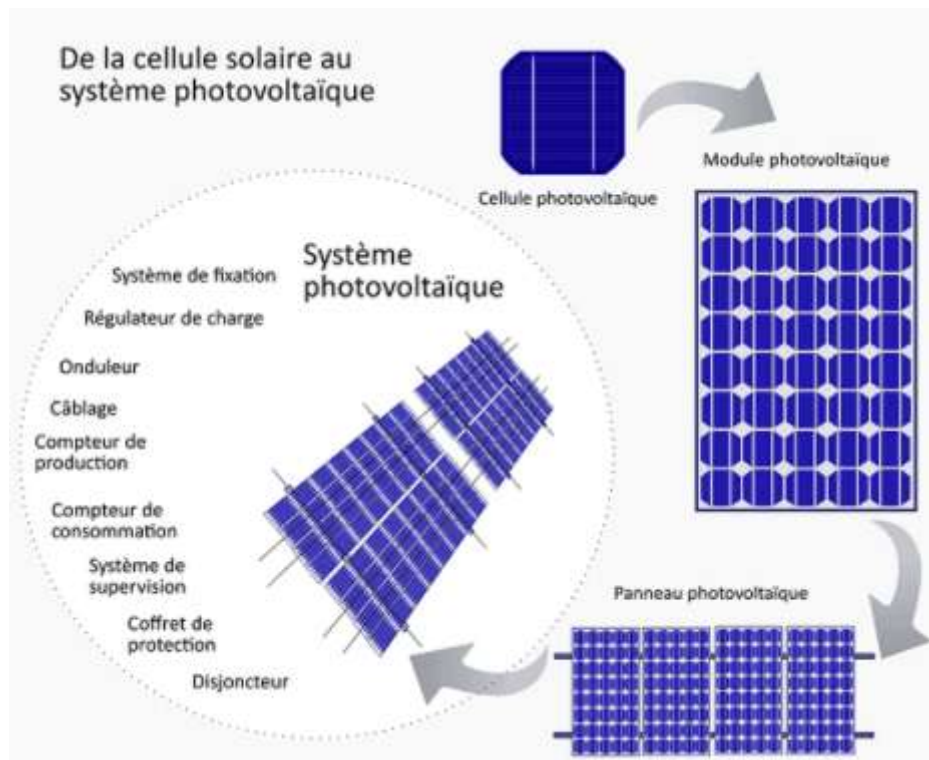 De la cellule solaire au
système photovoltaïque
Cellule photovoltaïque
Module photovoltaïque
Système
photovoltaïque
Système de fixation
Régulateur de charge
Onduleur
Câblage
Compteur de
production
Compteur de
consommation
Système de
supervision
Coffret de
protection
Disjoncteur
Panneau photovoltaïque